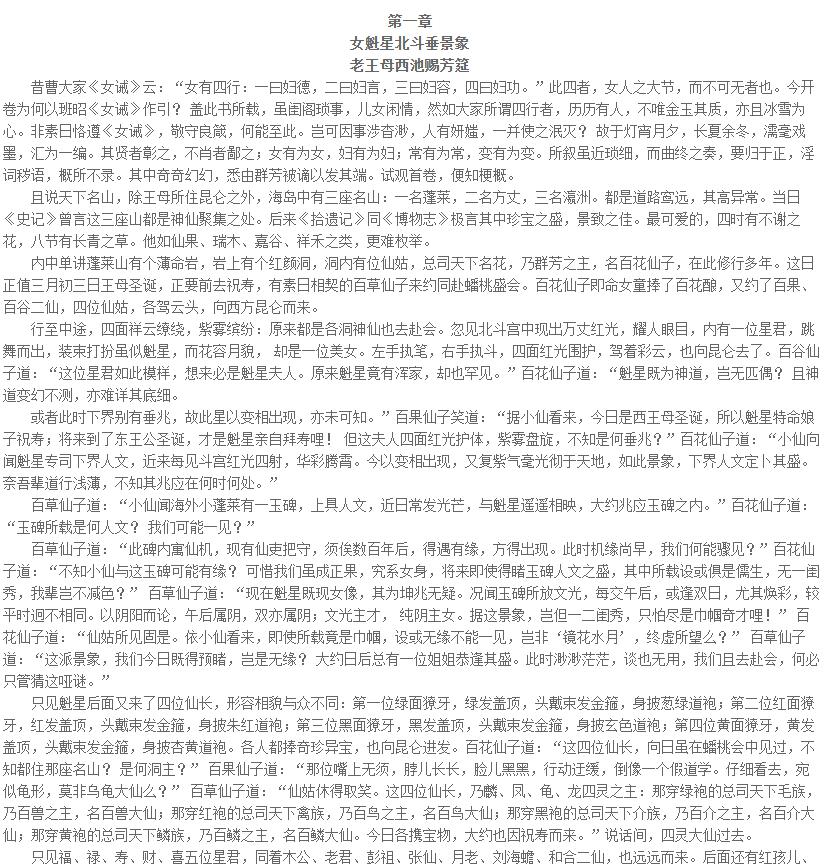 第一章
女魁星北斗垂景象
老王母西池赐芳筵
昔曹大家《女诫》云：“女有四行：一曰妇德，二曰妇言，三曰妇容，四曰妇功。”此四者，女人之大节，而不可无者也。今开
卷为何以班昭《女诫》作引？ 盖此书所载，虽闺阁琐事，儿女闲情，然如大家所谓四行者，历历有人，不唯金玉其质，亦且冰雪为
心。非素日恪遵《女诫》，敬守良箴，何能至此。岂可因事涉杳渺，人有妍媸，一并使之泯灭？ 故于灯宵月夕，长夏余冬，濡毫戏
墨，汇为一编。其贤者彰之，不肖者鄙之；女有为女，妇有为妇；常有为常，变有为变。所叙虽近琐细，而曲终之奏，要归于正，淫
词秽语，概所不录。其中奇奇幻幻，悉由群芳被谪以发其端。试观首卷，便知梗概。
且说天下名山，除王母所住昆仑之外，海岛中有三座名山：一名蓬莱，二名方丈，三名瀛洲。都是道路窎远，其高异常。当日
《史记》曾言这三座山都是神仙聚集之处。后来《拾遗记》同《博物志》极言其中珍宝之盛，景致之佳。最可爱的，四时有不谢之
花，八节有长青之草。他如仙果、瑞木、嘉谷、祥禾之类，更难枚举。
内中单讲蓬莱山有个薄命岩，岩上有个红颜洞，洞内有位仙姑，总司天下名花，乃群芳之主，名百花仙子，在此修行多年。这日
正值三月初三日王母圣诞，正要前去祝寿，有素日相契的百草仙子来约同赴蟠桃盛会。百花仙子即命女童捧了百花酿，又约了百果、
百谷二仙，四位仙姑，各驾云头，向西方昆仑而来。
行至中途，四面祥云缭绕，紫雾缤纷：原来都是各洞神仙也去赴会。忽见北斗宫中现出万丈红光，耀人眼目，内有一位星君，跳
舞而出，装束打扮虽似魁星，而花容月貌， 却是一位美女。左手执笔，右手执斗，四面红光围护，驾着彩云，也向昆仑去了。百谷仙
子道：“这位星君如此模样，想来必是魁星夫人。原来魁星竟有浑家，却也罕见。”百花仙子道：“魁星既为神道，岂无匹偶？ 且神
道变幻不测，亦难详其底细。
或者此时下界别有垂兆，故此星以变相出现，亦未可知。”百果仙子笑道：“据小仙看来，今日是西王母圣诞，所以魁星特命娘
子祝寿；将来到了东王公圣诞，才是魁星亲自拜寿哩！ 但这夫人四面红光护体，紫雾盘旋，不知是何垂兆？”百花仙子道：“小仙向
闻魁星专司下界人文，近来每见斗宫红光四射，华彩腾霄。今以变相出现，又复紫气毫光彻于天地，如此景象，下界人文定卜其盛。
奈吾辈道行浅薄，不知其兆应在何时何处。”
百草仙子道：“小仙闻海外小蓬莱有一玉碑，上具人文，近日常发光芒，与魁星遥遥相映，大约兆应玉碑之内。”百花仙子道：
“玉碑所载是何人文？ 我们可能一见？”
百草仙子道：“此碑内寓仙机，现有仙吏把守，须俟数百年后，得遇有缘，方得出现。此时机缘尚早，我们何能骤见？”百花仙
子道：“不知小仙与这玉碑可能有缘？ 可惜我们虽成正果，究系女身，将来即使得睹玉碑人文之盛，其中所载设或俱是儒生，无一闺
秀，我辈岂不减色？” 百草仙子道：“现在魁星既现女像，其为坤兆无疑。况闻玉碑所放文光，每交午后，或逢双日，尤其焕彩，较
平时迥不相同。以阴阳而论，午后属阴，双亦属阴；文光主才， 纯阴主女。据这景象，岂但一二闺秀，只怕尽是巾帼奇才哩！” 百
花仙子道：“仙姑所见固是。依小仙看来，即使所载竟是巾帼，设或无缘不能一见，岂非‘镜花水月’，终虚所望么？” 百草仙子
道：“这派景象，我们今日既得预睹，岂是无缘？ 大约日后总有一位姐姐恭逢其盛。此时渺渺茫茫，谈也无用，我们且去赴会，何必
只管猜这哑谜。”
只见魁星后面又来了四位仙长，形容相貌与众不同：第一位绿面獠牙，绿发盖顶，头戴束发金箍，身披葱绿道袍；第二位红面獠
牙，红发盖顶，头戴束发金箍，身披朱红道袍；第三位黑面獠牙，黑发盖顶，头戴束发金箍，身披玄色道袍；第四位黄面獠牙，黄发
盖顶，头戴束发金箍，身披杏黄道袍。各人都捧奇珍异宝，也向昆仑进发。百花仙子道：“这四位仙长，向日虽在蟠桃会中见过，不
知都住那座名山？ 是何洞主？” 百果仙子道：“那位嘴上无须，脖儿长长，脸儿黑黑，行动迂缓，倒像一个假道学。仔细看去，宛
似龟形，莫非乌龟大仙么？” 百草仙子道：“仙姑休得取笑。这四位仙长，乃麟、凤、龟、龙四灵之主：那穿绿袍的总司天下毛族，
乃百兽之主，名百兽大仙；那穿红袍的总司天下禽族，乃百鸟之主，名百鸟大仙；那穿黑袍的总司天下介族，乃百介之主，名百介大
仙；那穿黄袍的总司天下鳞族，乃百鳞之主，名百鳞大仙。今日各携宝物，大约也因祝寿而来。”说话间，四灵大仙过去。
只见福、禄、寿、财、喜五位星君，同着木公、老君、彭祖、张仙、月老、刘海蟾、和合二仙，也远远而来。后面还有红孩儿、